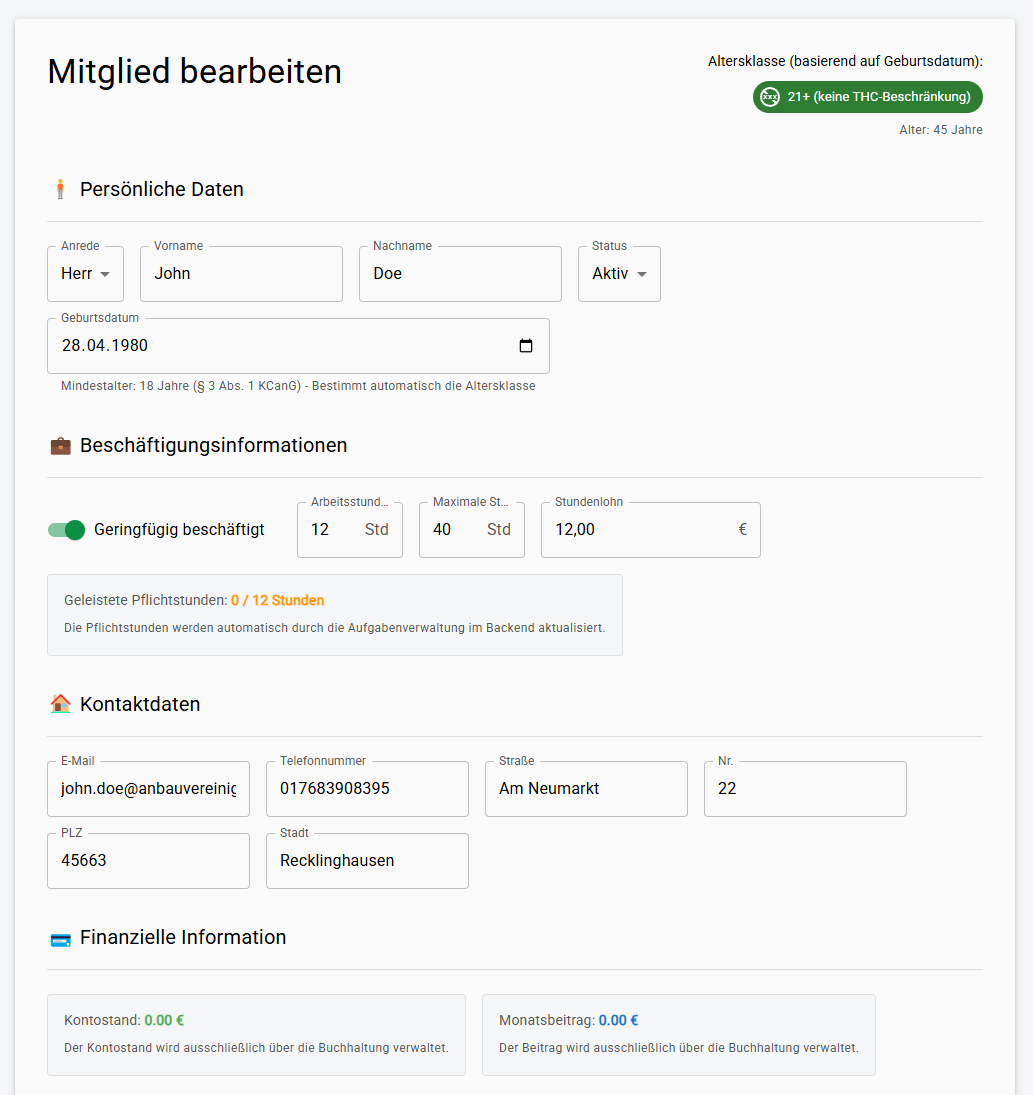 Mitglied bearbeiten
Altersklasse (basierend auf Geburtsdatum):
21+ (keine THC-Beschränkung)
Alter: 45 Jahre
Persönliche Daten
Anrede
Herr
Vorname
John
Nachname
Doe
Status
Aktiv
Geburtsdatum
28.04.1980
Mindestalter: 18 Jahre (§ 3 Abs. 1 KCanG) - Bestimmt automatisch die Altersklasse
Beschäftigungsinformationen
Geringfügig beschäftigt
Arbeitsstund...
12 Std
Maximale St...
40 Std
Stundenlohn
12,00 €
Geleistete Pflichtstunden: 0 / 12 Stunden
Die Pflichtstunden werden automatisch durch die Aufgabenverwaltung im Backend aktualisiert.
Kontaktdaten
E-Mail
john.doe@anbauvereinig
Telefonnummer
017683908395
Straße
Am Neumarkt
Nr.
22
PLZ
45663
Stadt
Recklinghausen
Finanzielle Information
Kontostand: 0.00 €
Der Kontostand wird ausschließlich über die Buchhaltung verwaltet.
Monatsbeitrag: 0.00 €
Der Beitrag wird ausschließlich über die Buchhaltung verwaltet.